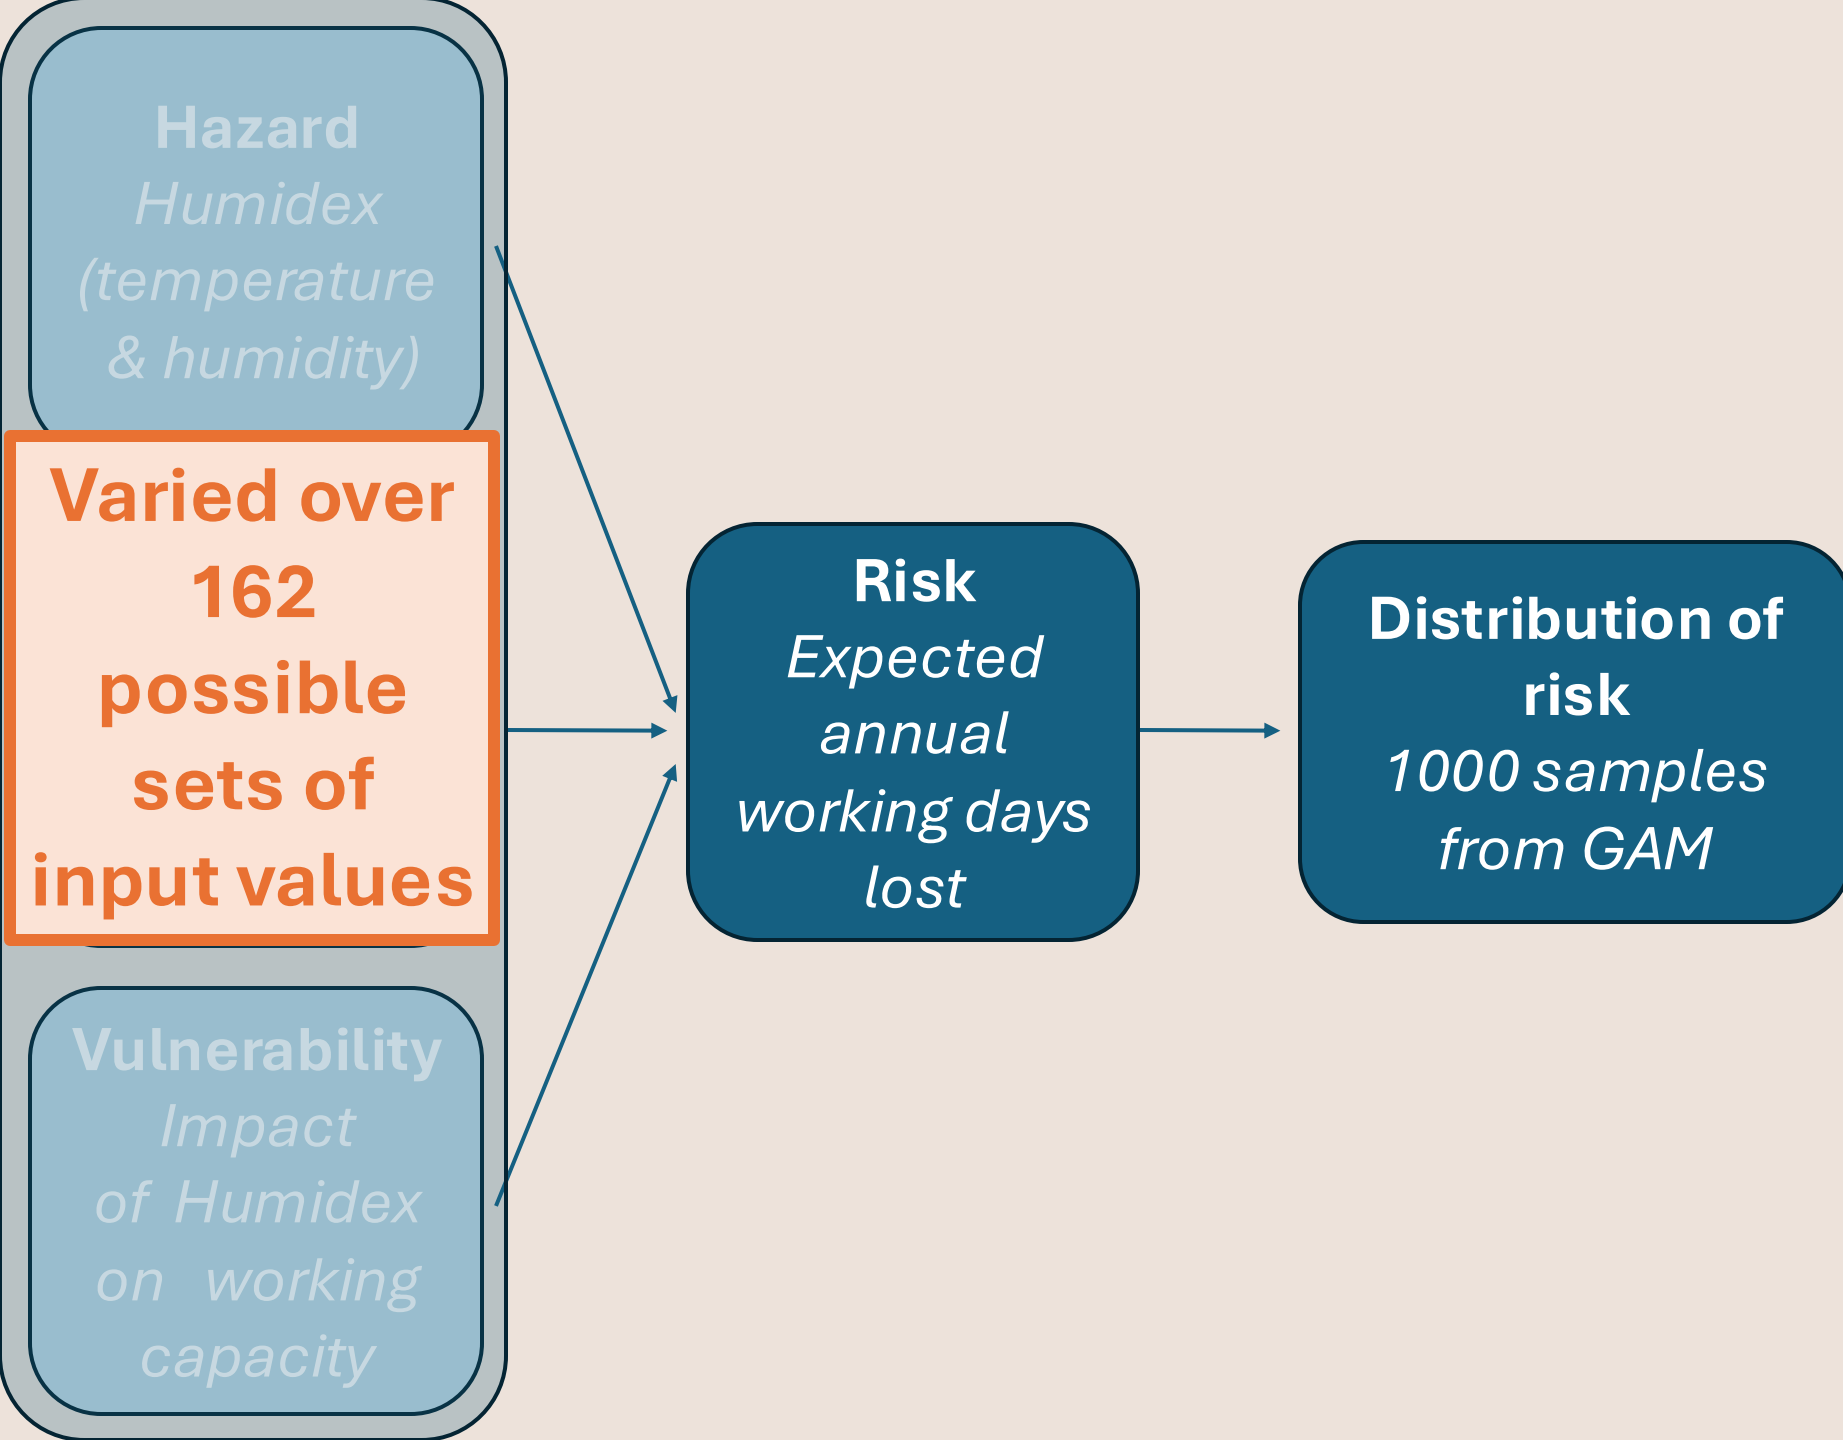 Hazard
Humidex
(temperature
& humidity)
Varied over
162
possible
sets of
input values
Vulnerability
Impact
of Humidex
on working
capacity
Risk
Expected
annual
working days
lost
Distribution of
risk
1000 samples
from GAM